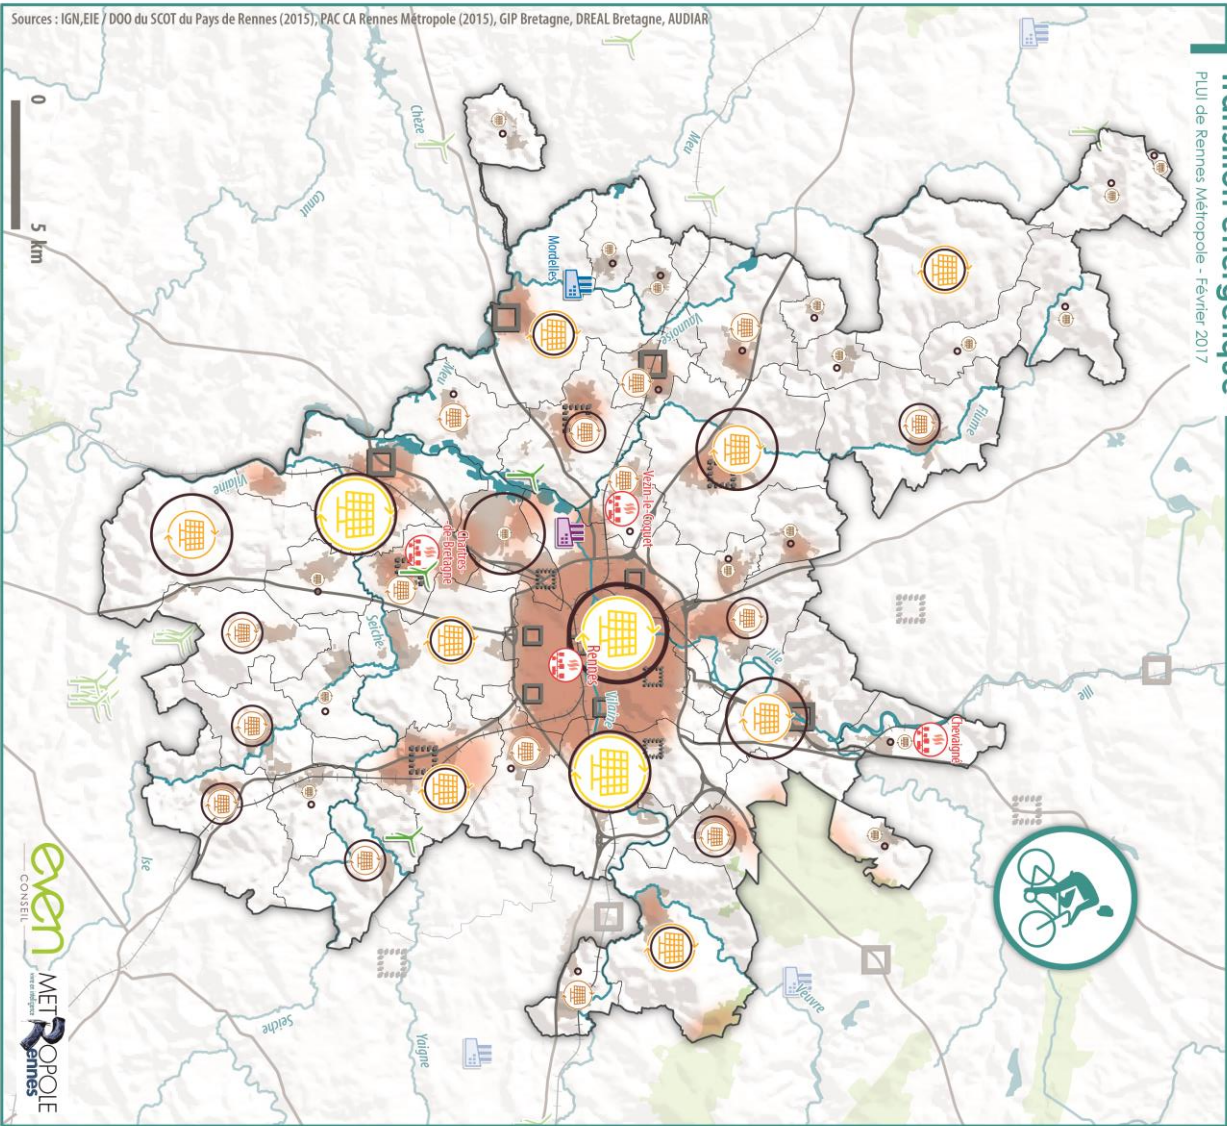 Transition énergétique
PLUI de Rennes Métropole - Février 2017
Sources : IGN,EIE / DOO du SCOT du Pays de Rennes (2015), PAC CA Rennes Métropole (2015), GIP Bretagne, DREAL Bretagne, AUDIAR
0
5 km
Chèze
Canut
Meu
Mordelles
Vaunoise
Meu
Flume
Vezin-le-Coquet
Vilaine
Chartres-
de Bretagne
Seiche
Rennes
Vilaine
Ille
Ille
Chevaigné
Ise
Seiche
Yaigne
Veuvre
even
CONSEIL
METROPOLE
Rennes